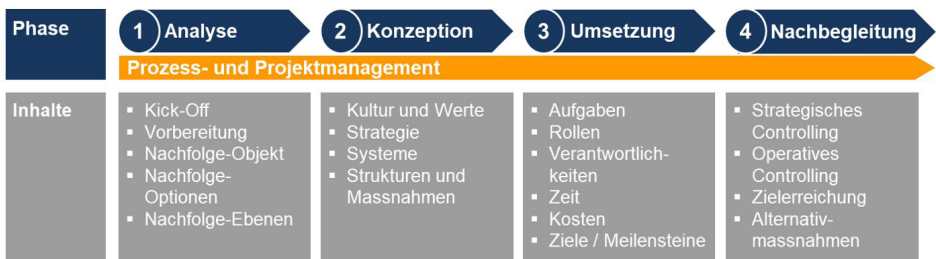 Phase
1 Analyse
2 Konzeption
3 Umsetzung
4 Nachbegleitung
Prozess- und Projektmanagement
Inhalte
▪ Kick-Off
▪ Vorbereitung
▪ Nachfolge-Objekt
▪ Nachfolge-
Optionen
▪ Nachfolge-Ebenen
▪ Kultur und Werte
▪ Strategie
▪ Systeme
▪ Strukturen und
Massnahmen
▪ Aufgaben
▪ Rollen
▪ Verantwortlich-
keiten
▪ Zeit
▪ Kosten
▪ Ziele / Meilensteine
▪ Strategisches
Controlling
▪ Operatives
Controlling
▪ Zielerreichung
▪ Alternativ-
massnahmen